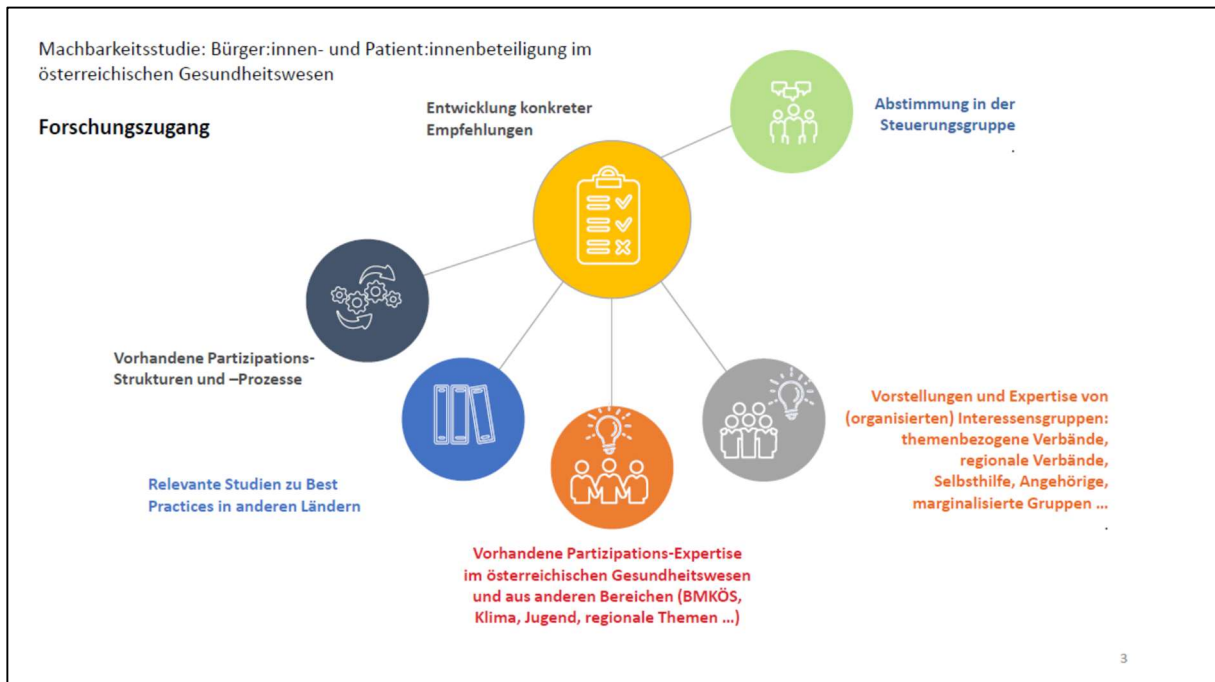 Machbarkeitsstudie: Bürger:innen- und Patient:innenbeteiligung im
österreichischen Gesundheitswesen
Forschungszugang
Entwicklung konkreter
Empfehlungen
Abstimmung in der
Steuerungsgruppe
.
Vorhandene Partizipations-
Strukturen und –Prozesse
Relevante Studien zu Best
Practices in anderen Ländern
Vorhandene Partizipations-Expertise
im österreichischen Gesundheitswesen
und aus anderen Bereichen (BMKÖS,
Klima, Jugend, regionale Themen …)
Vorstellungen und Expertise von
(organisierten) Interessensgruppen:
themenbezogene Verbände,
regionale Verbände,
Selbsthilfe, Angehörige,
marginalisierte Gruppen …
.
3